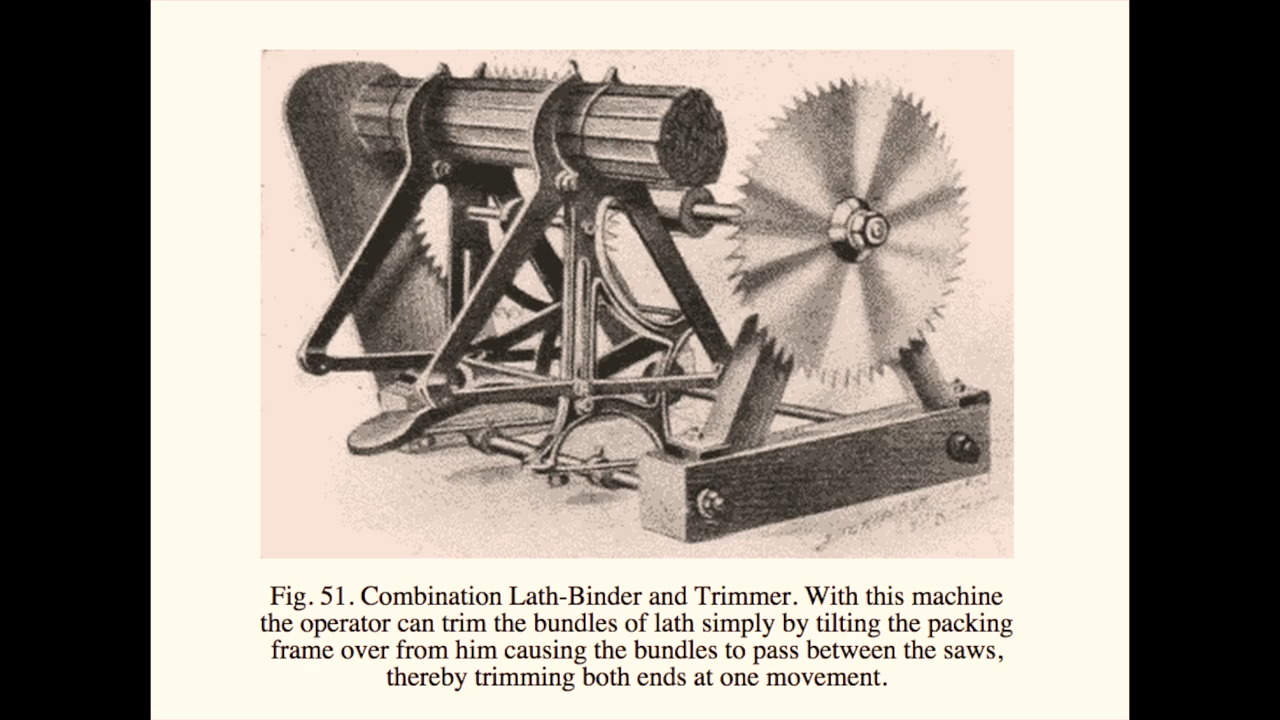 Fig. 51. Combination Lath-Binder and Trimmer. With this machine
the operator can trim the bundles of lath simply by tilting the packing
frame over from him causing the bundles to pass between the saws,
thereby trimming both ends at one movement.